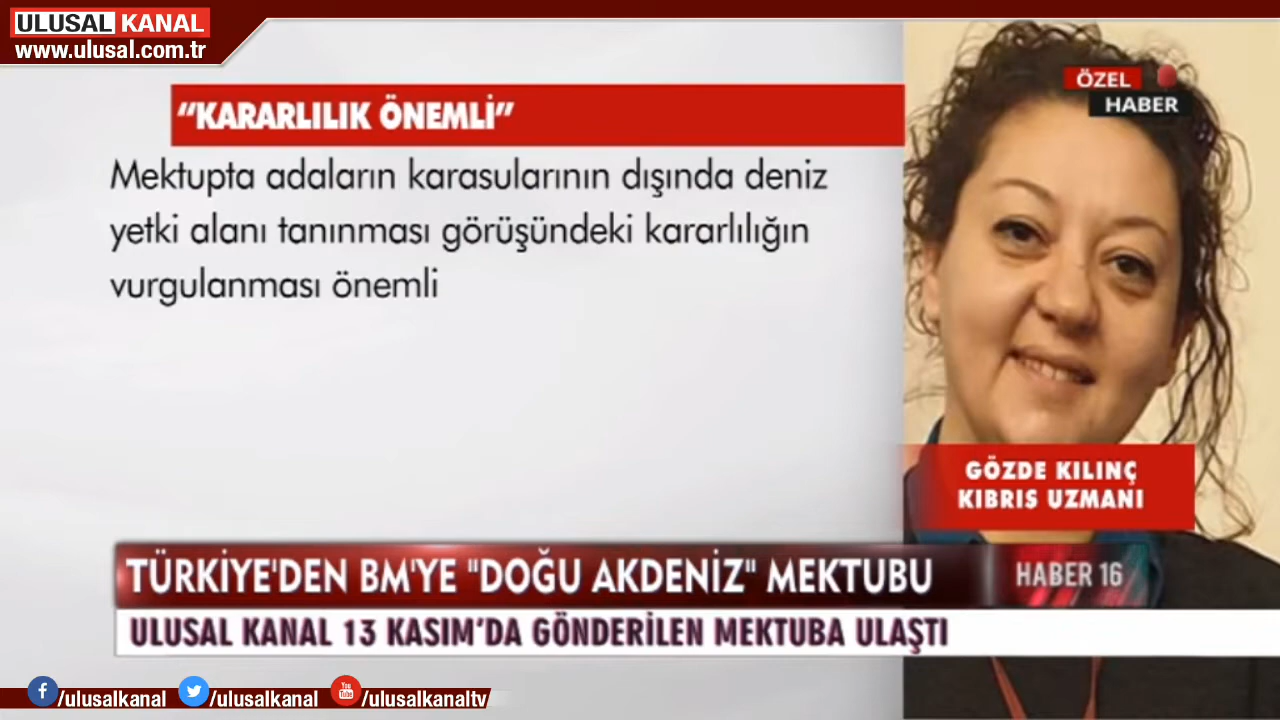 ULUSAL KANAL
www.ulusal.com.tr
ÖZEL
HABER
“KARARLILIK ÖNEMLİ”
Mektupta adaların karasularının dışında deniz
yetki alanı tanınması görüşündeki kararlılığın
vurgulanması önemli
GÖZDE KILINÇ
KIBRIS UZMANI
TÜRKİYE'DEN BM'YE "DOĞU AKDENİZ" MEKTUBU
HABER 16
ULUSAL KANAL 13 KASIM’DA GÖNDERİLEN MEKTUBA ULAŞTI
/ulusalkanal
/ulusalkanal
You Tube
/ulusalkanaltv